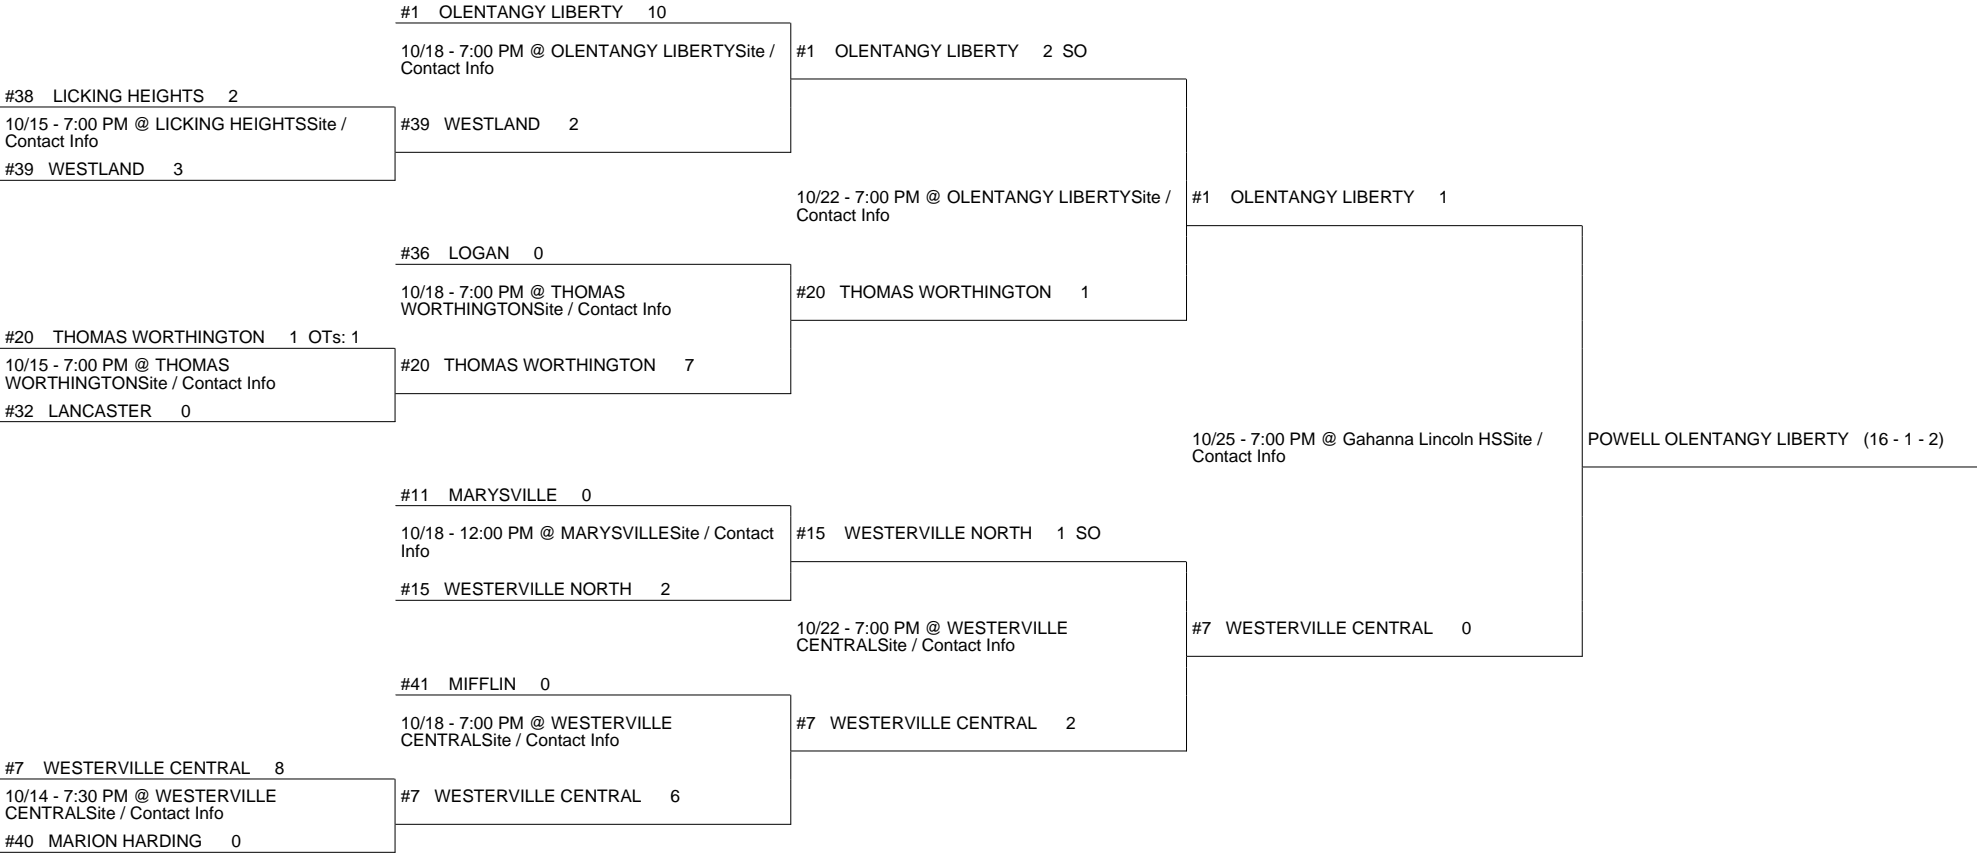 #1 OLENTANGY LIBERTY 10
10/18 - 7:00 PM @ OLENTANGY LIBERTYSite /
Contact Info
#1 OLENTANGY LIBERTY 2 SO
#38 LICKING HEIGHTS 2
10/15 - 7:00 PM @ LICKING HEIGHTSSite /
Contact Info
#39 WESTLAND 2
#39 WESTLAND 3
10/22 - 7:00 PM @ OLENTANGY LIBERTYSite /
Contact Info
#1 OLENTANGY LIBERTY 1
#36 LOGAN 0
10/18 - 7:00 PM @ THOMAS
WORTHINGTONSite / Contact Info
#20 THOMAS WORTHINGTON 1
#20 THOMAS WORTHINGTON 1 OTs: 1
10/15 - 7:00 PM @ THOMAS
WORTHINGTONSite / Contact Info
#20 THOMAS WORTHINGTON 7
#32 LANCASTER 0
10/25 - 7:00 PM @ Gahanna Lincoln HSSite /
Contact Info
POWELL OLENTANGY LIBERTY (16 - 1 - 2)
#11 MARYSVILLE 0
10/18 - 12:00 PM @ MARYSVILLESite / Contact
Info
#15 WESTERVILLE NORTH 1 SO
#15 WESTERVILLE NORTH 2
10/22 - 7:00 PM @ WESTERVILLE
CENTRALSite / Contact Info
#7 WESTERVILLE CENTRAL 0
#41 MIFFLIN 0
10/18 - 7:00 PM @ WESTERVILLE
CENTRALSite / Contact Info
#7 WESTERVILLE CENTRAL 2
#7 WESTERVILLE CENTRAL 8
10/14 - 7:30 PM @ WESTERVILLE
CENTRALSite / Contact Info
#7 WESTERVILLE CENTRAL 6
#40 MARION HARDING 0